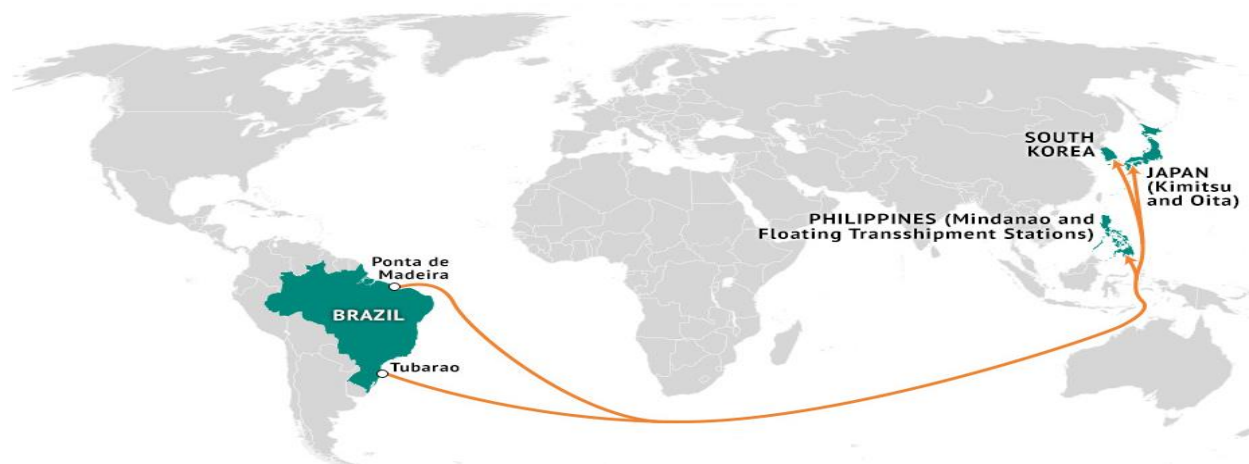 SOUTH
KOREA
JAPAN
(Kimitsu
and Oita)
PHILIPPINES (Mindanao and
Floating Transshipment Stations)
Ponta de
Madeira
BRAZIL
Tubarao